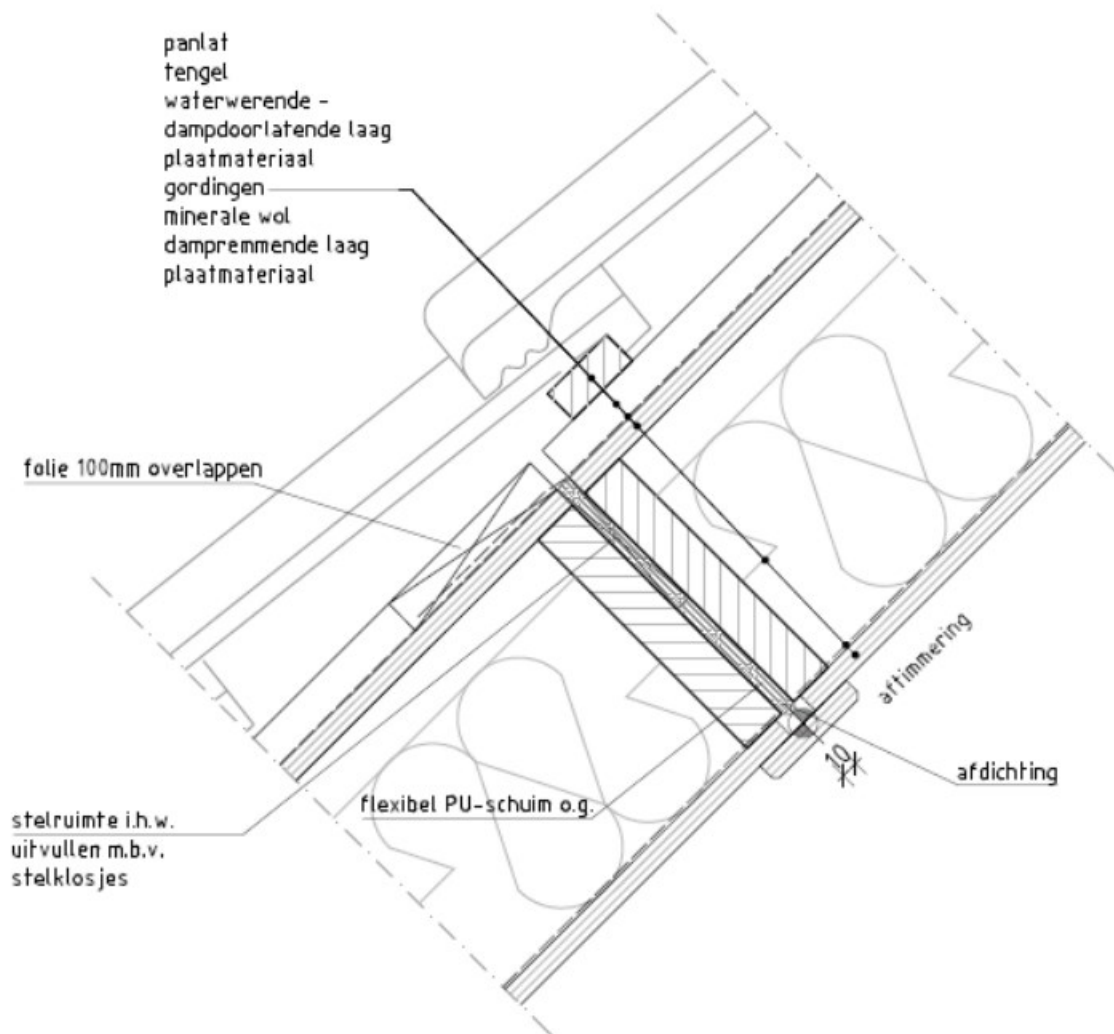 panlat
tengel
waterwerende -
dampdoorlatende laag
plaatmateriaal
gordingen
minerale wol
dampremmende laag
plaatmateriaal
folie 100mm overlappen
aftimmering
10
afdichting
flexibel PU-schuim o.g.
stelruimte i.h.w.
uitvullen m.b.v.
stelklosjes